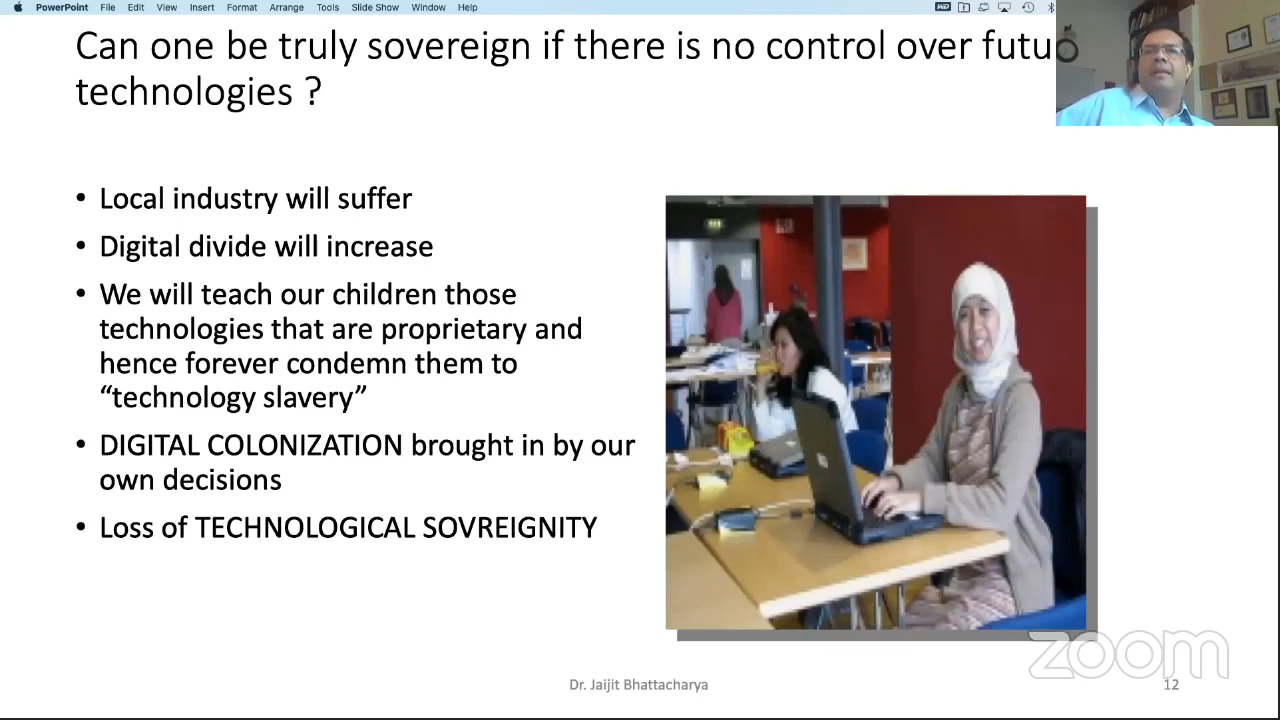 PowerPoint File Edit View Insert Format Arrange Tools Slide Show Window Help
Can one be truly sovereign if there is no control over futu
technologies ?
• Local industry will suffer
• Digital divide will increase
• We will teach our children those
technologies that are proprietary and
hence forever condemn them to
“technology slavery”
• DIGITAL COLONIZATION brought in by our
own decisions
• Loss of TECHNOLOGICAL SOVREIGNITY
zoom
Dr. Jaijit Bhattacharya
12